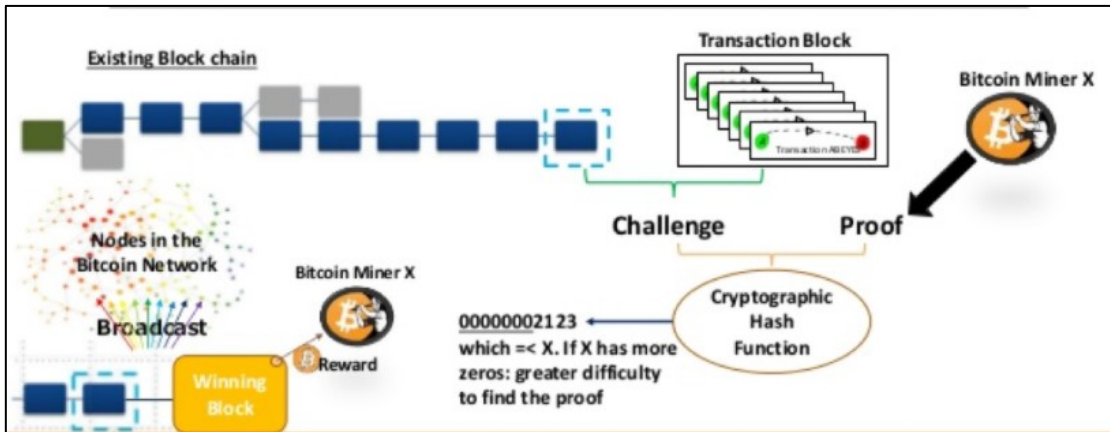 Existing Block chain
Transaction Block
Bitcoin Miner X
Challenge
Proof
Nodes in the
Bitcoin Network
Broadcast
Bitcoin Miner X
Reward
Winning
Block
Cryptographic
Hash
Function
00000002123
which =< X. If X has more
zeros: greater difficulty
to find the proof